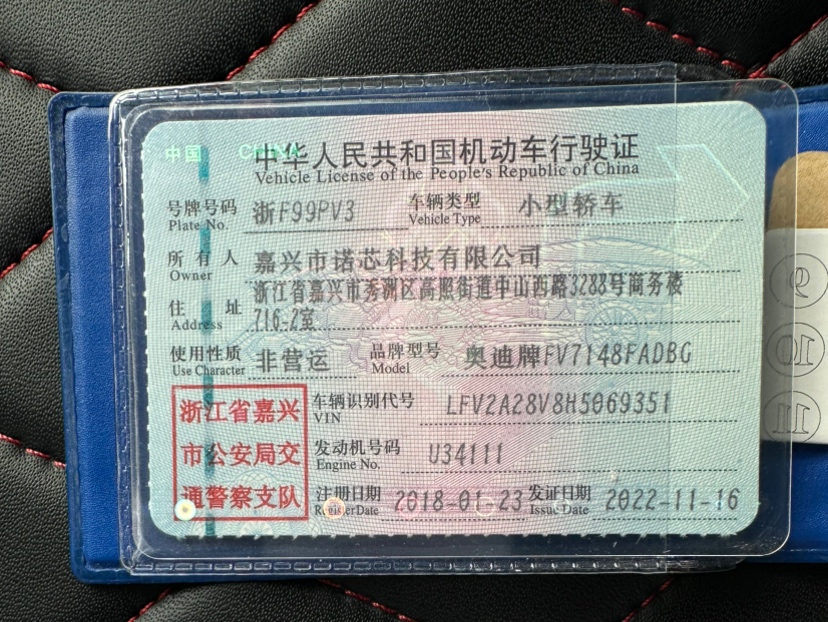 中国 CHINA
中华人民共和国机动车行驶证
Vehicle License of the People's Republic of China
号牌号码 浙F99PV3 车辆类型 小型轿车
Plate No. Vehicle Type
所有人 嘉兴市诺芯科技有限公司
Owner
浙江省嘉兴市秀洲区高照街道中山西路3288号商务楼
住址 716-2室
Address
使用性质 非营运 品牌型号 奥迪牌FV7148FADBG
Use Character Model
浙江省嘉兴
市公安局交
通警察支队
车辆识别代号 LFV2A28V8H5069351
VIN
发动机号码 U34111
Engine No.
注册日期 2018-01-23 发证日期 2022-11-16
Register Date Issue Date
9
10
11